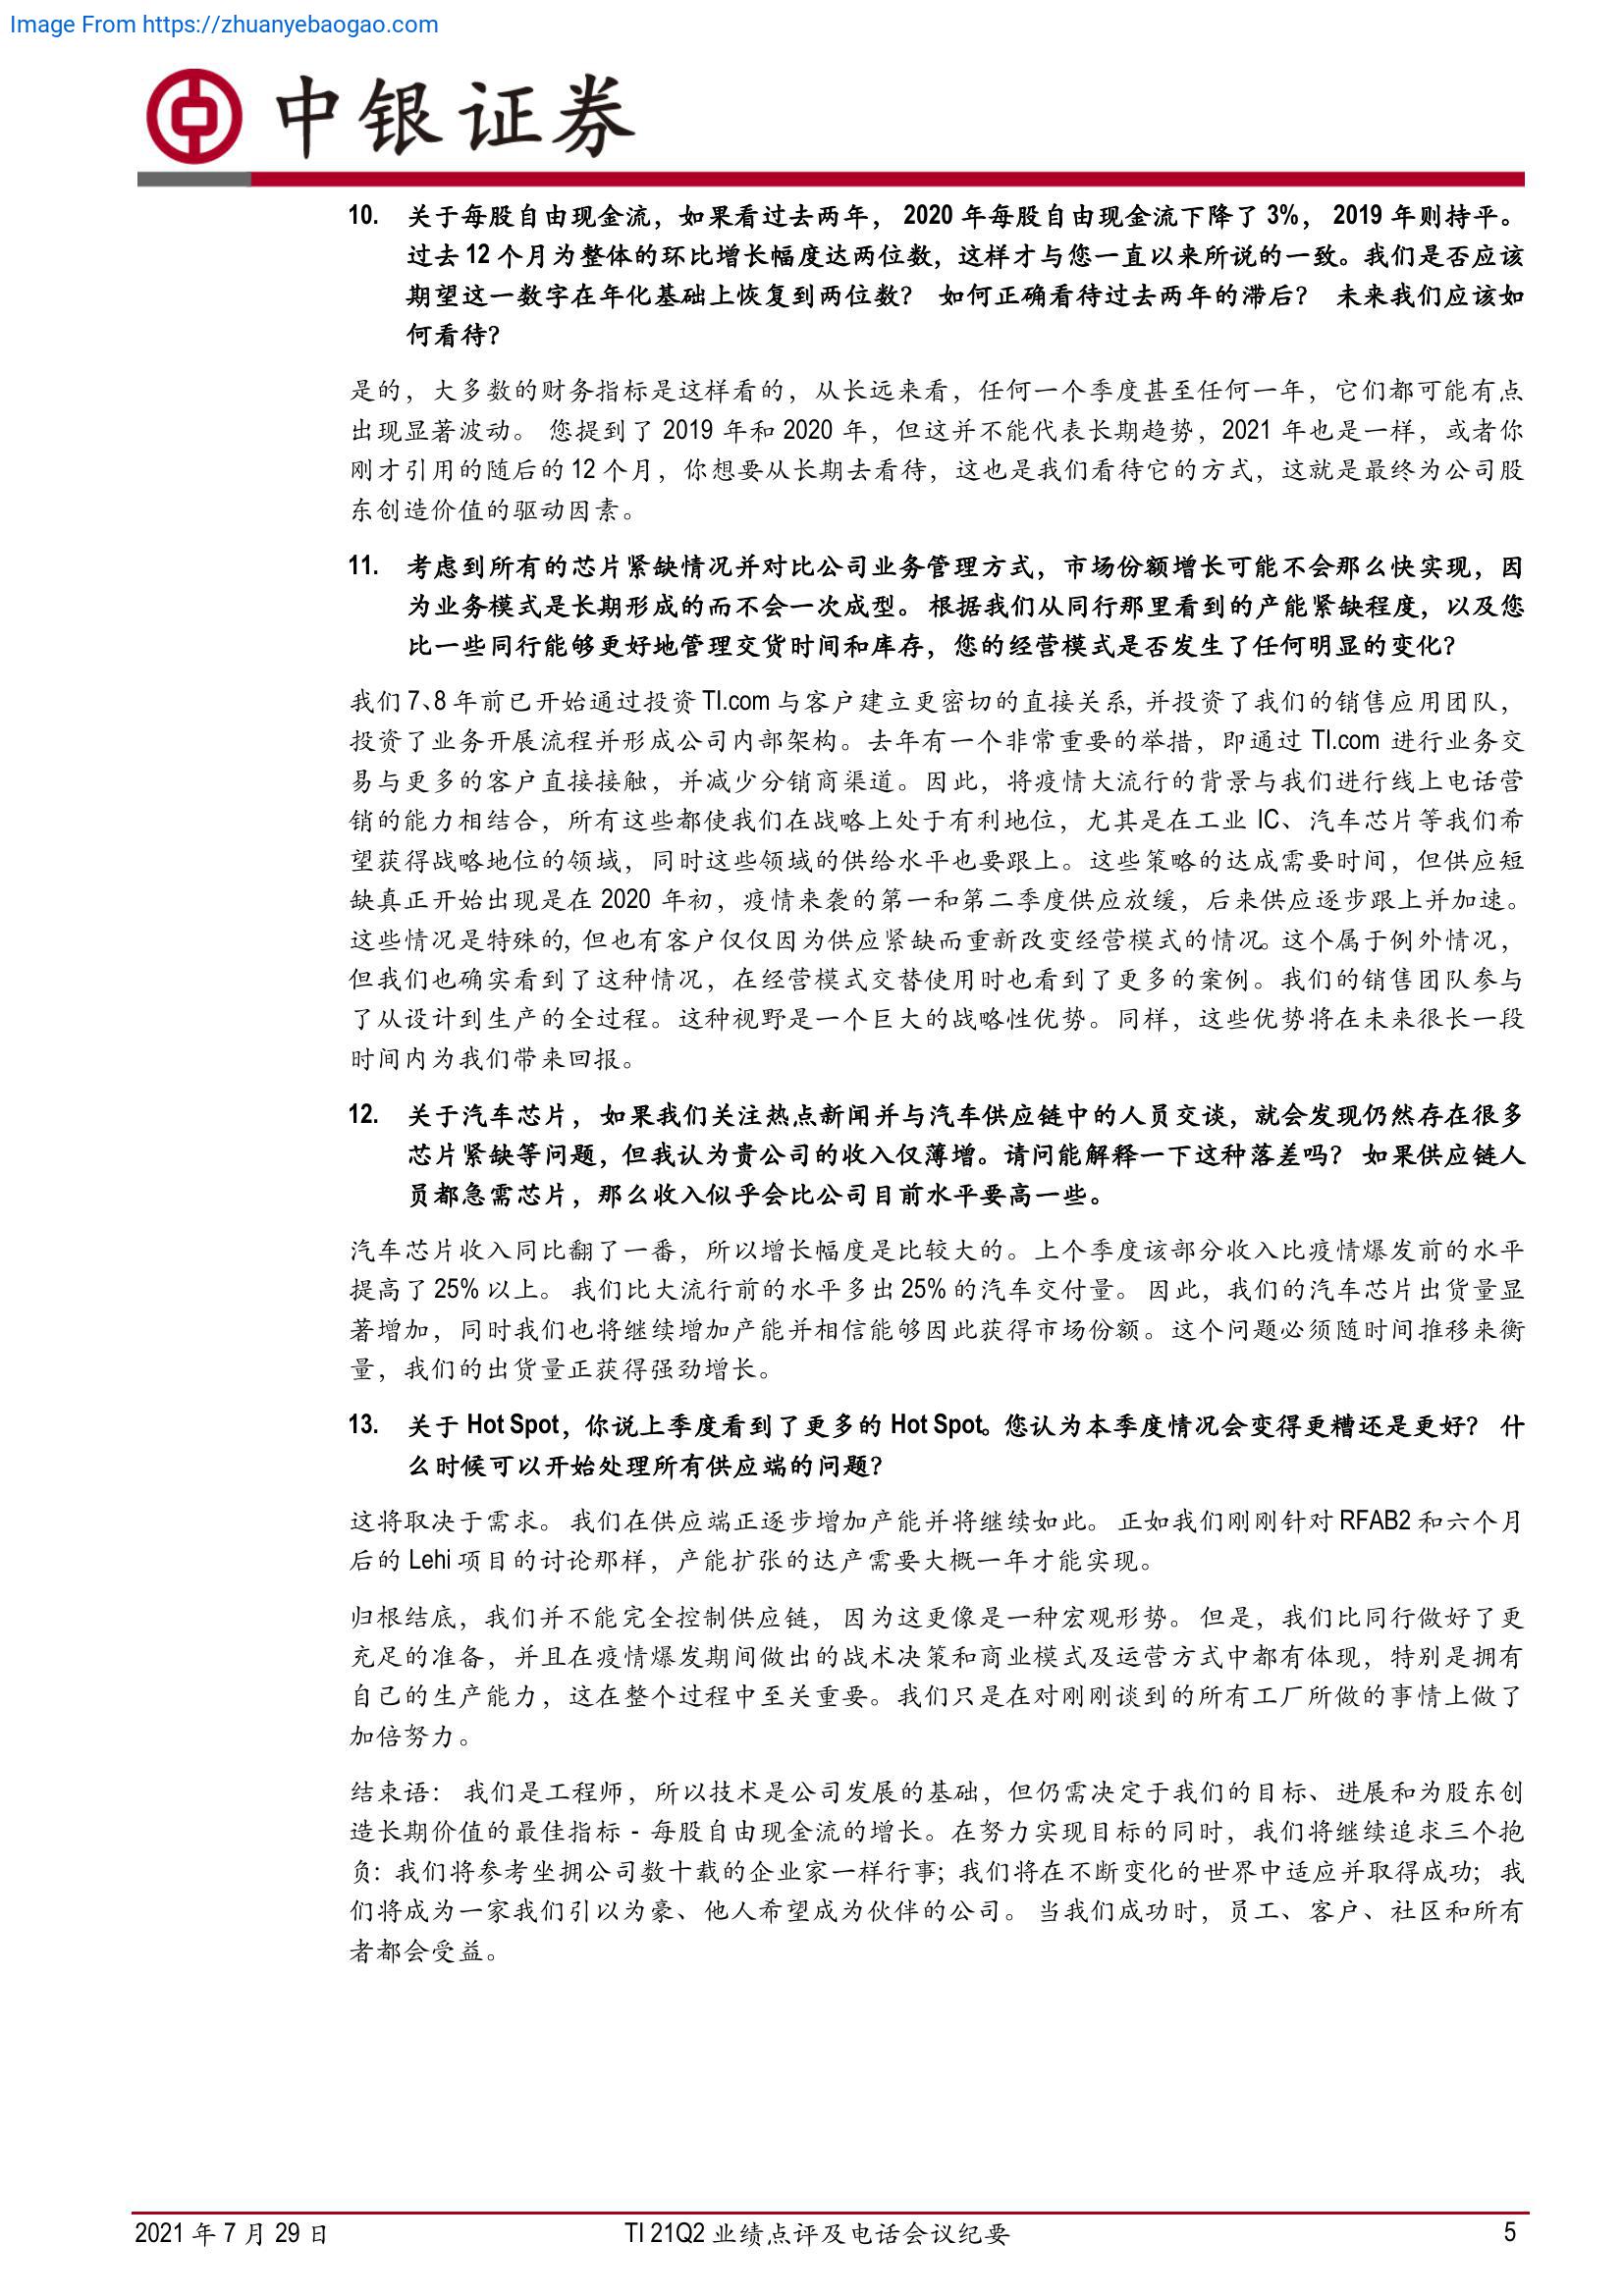 Image From https://zhuanyebaogao.com
中银证券
10. 关于每股自由现金流，如果看过去两年， 2020 年每股自由现金流下降了 3%， 2019 年则持平。
过去 12 个月为整体的环比增长幅度达两位数，这样才与您一直以来所说的一致。我们是否应该
期望这一数字在年化基础上恢复到两位数？ 如何正确看待过去两年的滞后？ 未来我们应该如
何看待？
是的，大多数的财务指标是这样看的，从长远来看，任何一个季度甚至任何一年，它们都可能有点
出现显著波动。 您提到了 2019 年和 2020 年，但这并不能代表长期趋势，2021 年也是一样，或者你
刚才引用的随后的 12 个月，你想要从长期去看待，这也是我们看待它的方式，这就是最终为公司股
东创造价值的驱动因素。
11. 考虑到所有的芯片紧缺情况并对比公司业务管理方式，市场份额增长可能不会那么快实现，因
为业务模式是长期形成的而不会一次成型。 根据我们从同行那里看到的产能紧缺程度，以及您
比一些同行能够更好地管理交货时间和库存，您的经营模式是否发生了任何明显的变化？
我们 7、8 年前已开始通过投资 TI.com 与客户建立更密切的直接关系，并投资了我们的销售应用团队，
投资了业务开展流程并形成公司内部架构。去年有一个非常重要的举措，即通过 TI.com 进行业务交
易与更多的客户直接接触，并减少分销商渠道。因此，将疫情大流行的背景与我们进行线上电话营
销的能力相结合，所有这些都使我们在战略上处于有利地位，尤其是在工业 IC、汽车芯片等我们希
望获得战略地位的领域，同时这些领域的供给水平也要跟上。这些策略的达成需要时间，但供应短
缺真正开始出现是在 2020 年初，疫情来袭的第一和第二季度供应放缓，后来供应逐步跟上并加速。
这些情况是特殊的，但也有客户仅仅因为供应紧缺而重新改变经营模式的情况。这个属于例外情况，
但我们也确实看到了这种情况，在经营模式交替使用时也看到了更多的案例。我们的销售团队参与
了从设计到生产的全过程。这种视野是一个巨大的战略性优势。同样，这些优势将在未来很长一段
时间内为我们带来回报。
12. 关于汽车芯片，如果我们关注热点新闻并与汽车供应链中的人员交谈，就会发现仍然存在很多
芯片紧缺等问题，但我认为贵公司的收入仅薄增。请问能解释一下这种落差吗？ 如果供应链人
员都急需芯片，那么收入似乎会比公司目前水平要高一些。
汽车芯片收入同比翻了一番，所以增长幅度是比较大的。上个季度该部分收入比疫情爆发前的水平
提高了 25% 以上。 我们比大流行前的水平多出 25% 的汽车交付量。 因此，我们的汽车芯片出货量显
著增加，同时我们也将继续增加产能并相信能够因此获得市场份额。这个问题必须随时间推移来衡
量，我们的出货量正获得强劲增长。
13. 关于 Hot Spot，你说上季度看到了更多的 Hot Spot。您认为本季度情况会变得更糟还是更好？ 什
么时候可以开始处理所有供应端的问题？
这将取决于需求。 我们在供应端正逐步增加产能并将继续如此。 正如我们刚刚针对 RFAB2 和六个月
后的 Lehi 项目的讨论那样，产能扩张的达产需要大概一年才能实现。
归根结底，我们并不能完全控制供应链， 因为这更像是一种宏观形势。 但是，我们比同行做好了更
充足的准备，并且在疫情爆发期间做出的战术决策和商业模式及运营方式中都有体现，特别是拥有
自己的生产能力，这在整个过程中至关重要。我们只是在对刚刚谈到的所有工厂所做的事情上做了
加倍努力。
结束语： 我们是工程师，所以技术是公司发展的基础，但仍需决定于我们的目标、进展和为股东创
造长期价值的最佳指标 - 每股自由现金流的增长。在努力实现目标的同时，我们将继续追求三个抱
负：我们将参考坐拥公司数十载的企业家一样行事；我们将在不断变化的世界中适应并取得成功；我
们将成为一家我们引以为豪、他人希望成为伙伴的公司。 当我们成功时，员工、客户、社区和所有
者都会受益。
2021 年 7 月 29 日 TI 21Q2 业绩点评及电话会议纪要 5